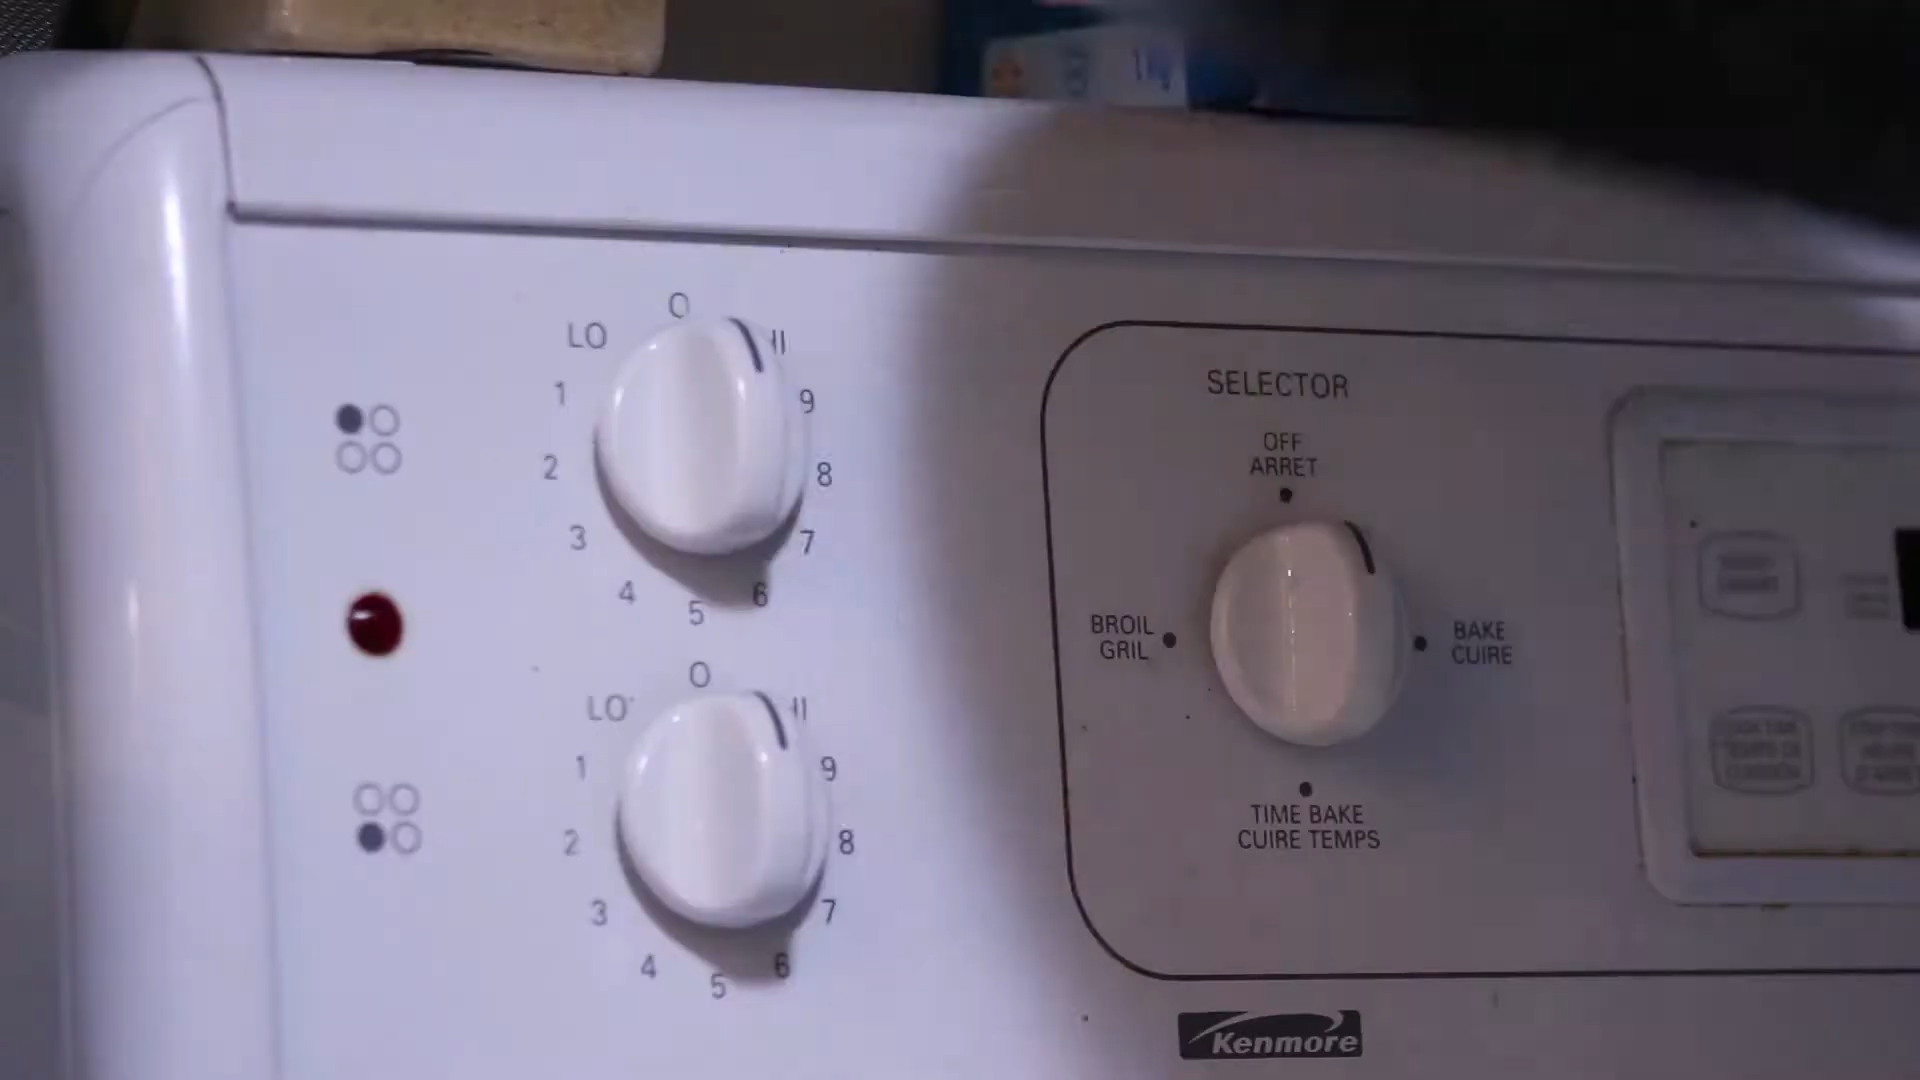 O
LO
HI
1
9
2
8
3
7
4
6
5
O
LO
HI
1
9
2
8
3
7
4
6
5
SELECTOR
OFF
ARRET
BROIL
GRIL
BAKE
CUIRE
TIME BAKE
CUIRE TEMPS
Kenmore